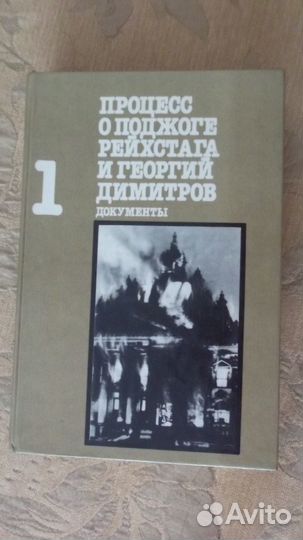 1
ПРОЦЕСС
О ПОДЖОГЕ
РЕЙХСТАГА
И ГЕОРГИЙ
ДИМИТРОВ
ДОКУМЕНТЫ
Avito